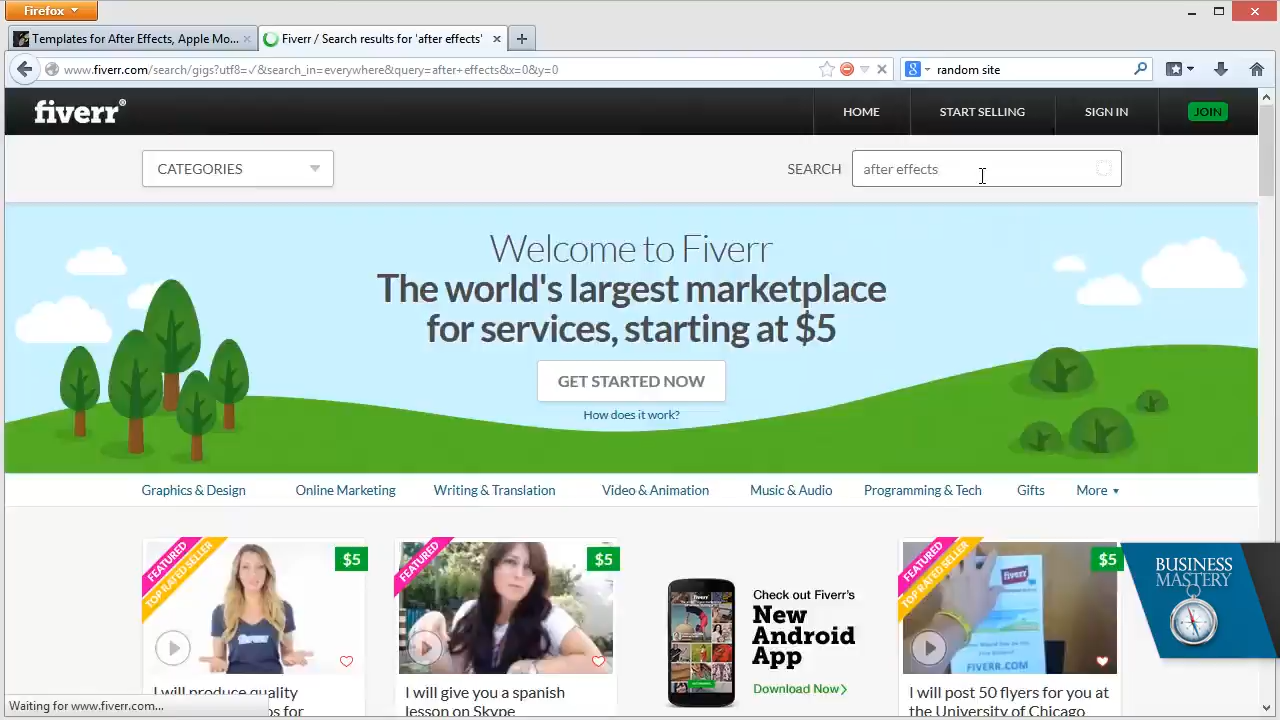 Firefox
Templates for After Effects, Apple Mo...
Fiverr / Search results for 'after effects'
www.fiverr.com/search/gigs?utf8=✓&search_in=everywhere&query=after+effects&x=0&y=0
random site
fiverr®
HOME
START SELLING
SIGN IN
JOIN
CATEGORIES
SEARCH
after effects
Welcome to Fiverr
The world's largest marketplace
for services, starting at $5
GET STARTED NOW
How does it work?
Graphics & Design
Online Marketing
Writing & Translation
Video & Animation
Music & Audio
Programming & Tech
Gifts
More
FEATURED
TOP RATED SELLER
$5
I will produce quality
FEATURED
$5
I will give you a spanish
lesson on Skype
Check out Fiverr's
New
Android
App
Download Now>
FEATURED
TOP RATED SELLER
$5
fiverr
FIVERR.COM
I will post 50 flyers for you at
the University of Chicago
BUSINESS
MASTERY
Waiting for www.fiverr.com...